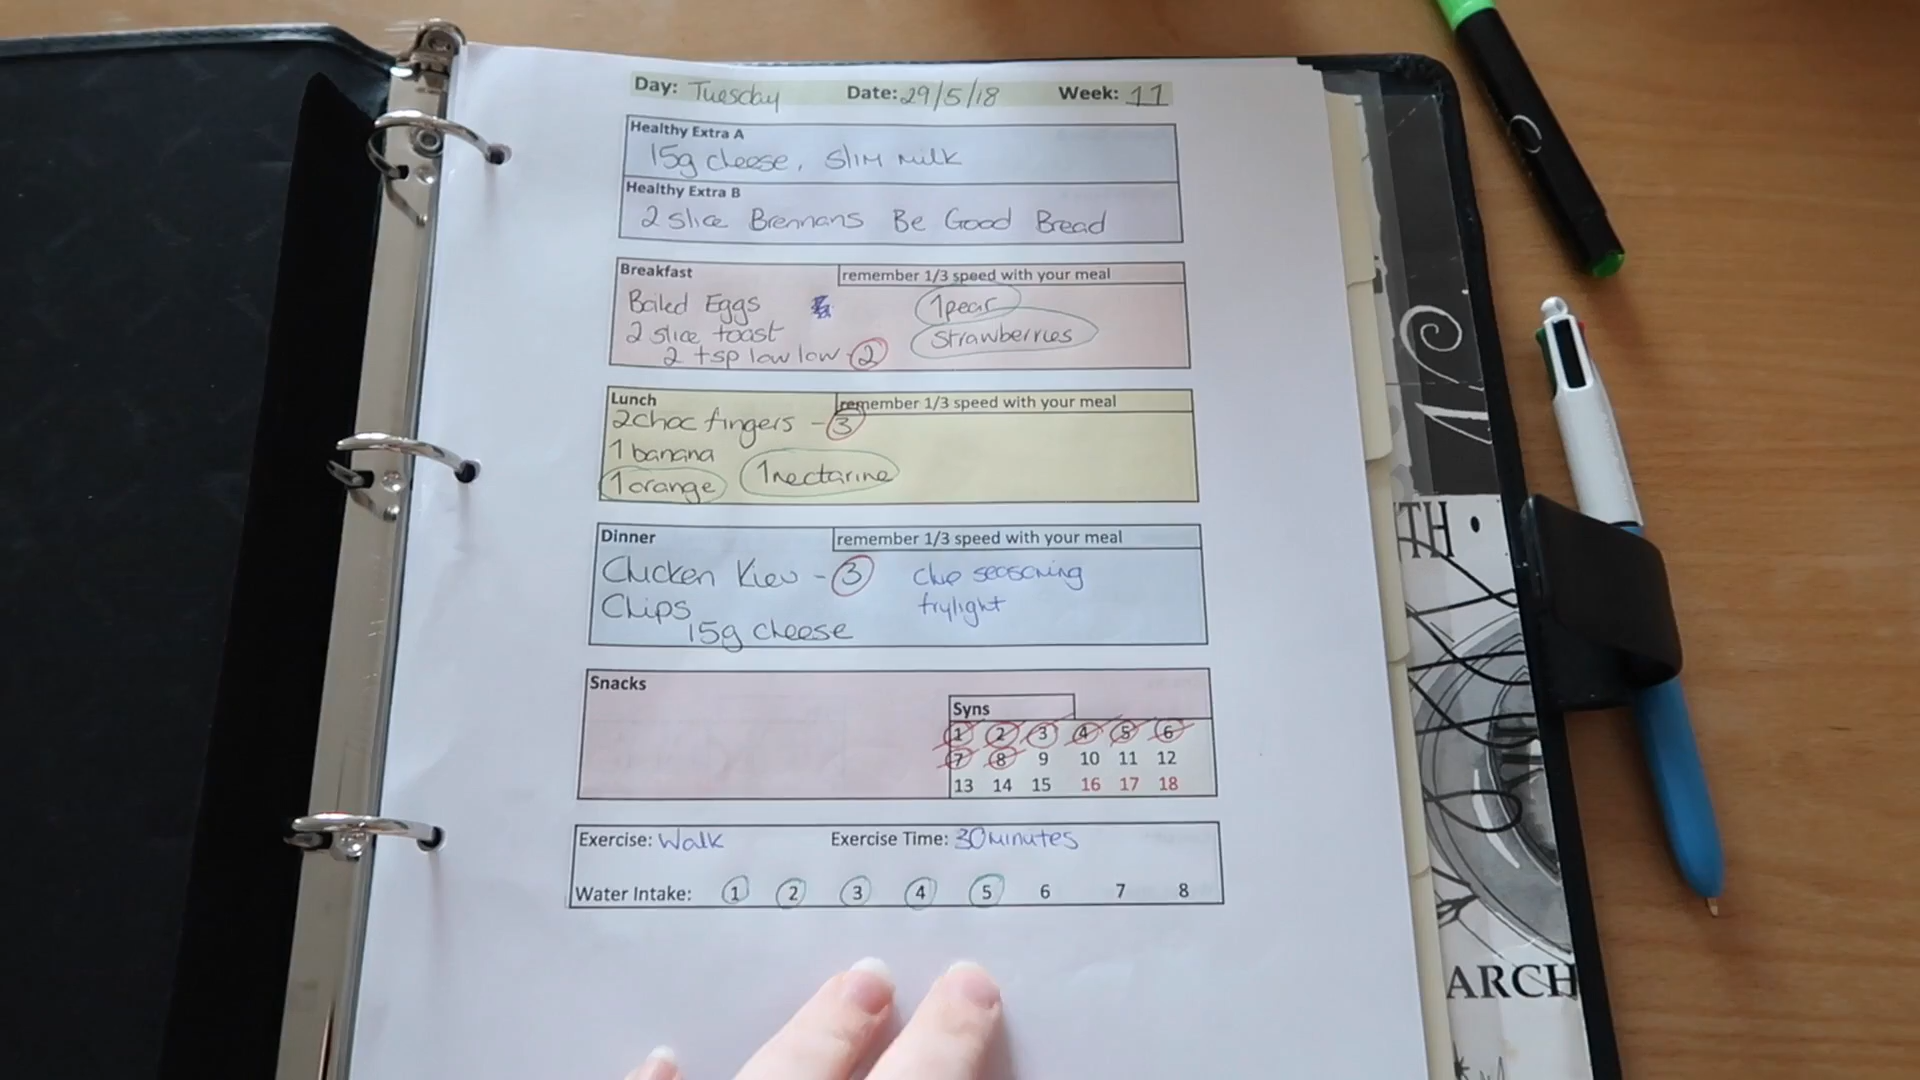 Day: Tuesday Date: 29/5/18 Week: 11
Healthy Extra A
15g cheese, slim milk
Healthy Extra B
2 slice Brennans Be Good Bread
Breakfast remember 1/3 speed with your meal
Boiled Eggs 1 pear
2 slice toast strawberries
2 tsp low low - 2
Lunch remember 1/3 speed with your meal
2 choc fingers - 3
1 banana
1 orange 1 nectarine
Dinner remember 1/3 speed with your meal
Chicken Kiev - 3 chip seasoning
Chips frylight
15g cheese
Snacks
Syns
1 2 3 4 5 6
7 8 9 10 11 12
13 14 15 16 17 18
Exercise: Walk Exercise Time: 30 minutes
Water Intake: 1 2 3 4 5 6 7 8
TH
ARCH